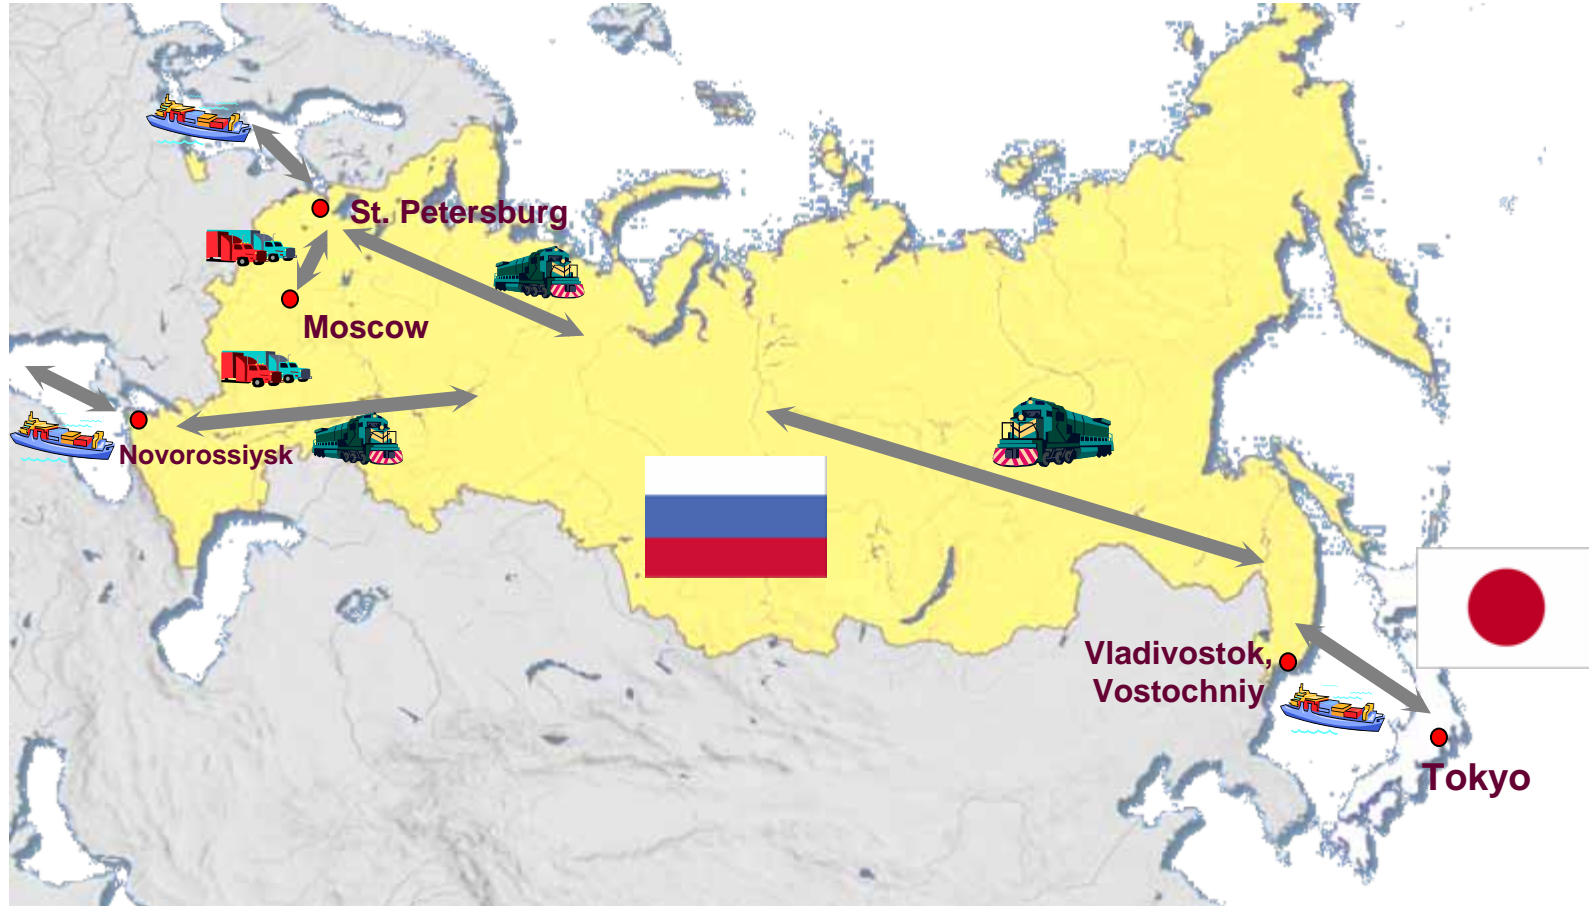 St. Petersburg
Moscow
Novorossiysk
Vladivostok,
Vostochniy
Tokyo